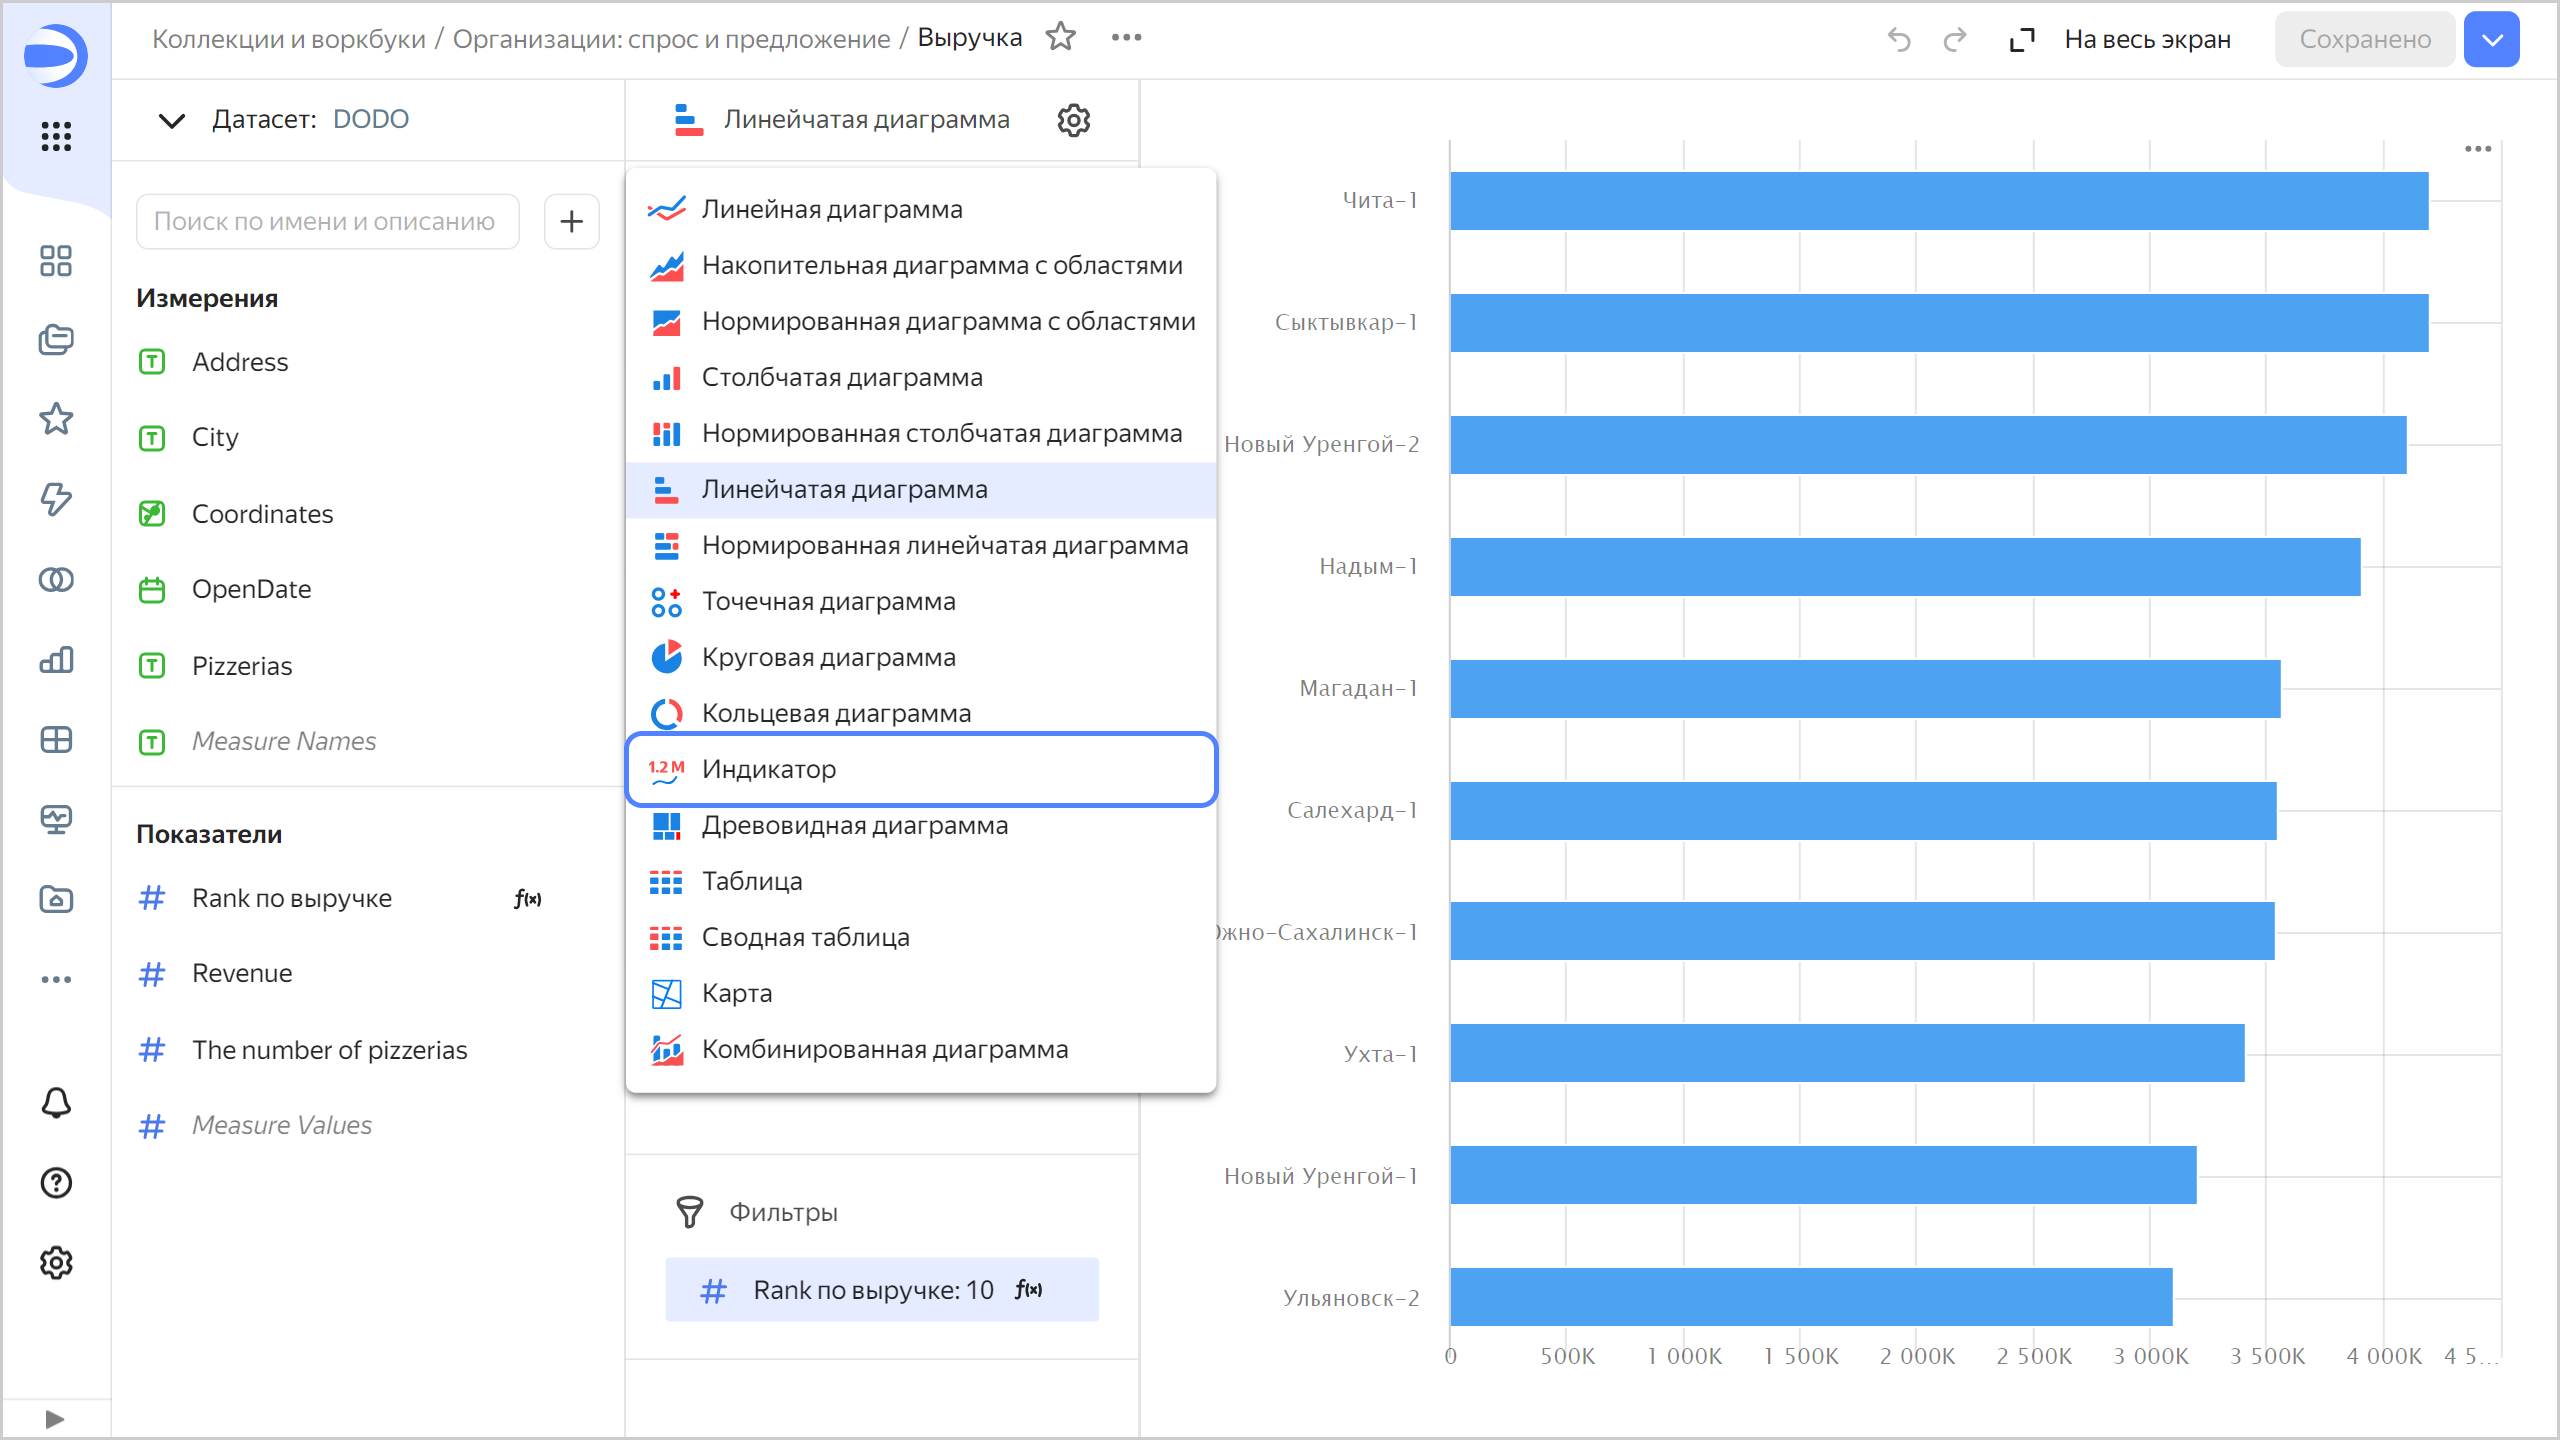 Коллекции и воркбуки / Организации: спрос и предложение / Выручка
На весь экран
Сохранено
Датасет: DODO
Линейчатая диаграмма
Поиск по имени и описанию
Измерения
Address
City
Coordinates
OpenDate
Pizzerias
Measure Names
Показатели
Rank по выручке f(x)
Revenue
The number of pizzerias
Measure Values
Линейная диаграмма
Накопительная диаграмма с областями
Нормированная диаграмма с областями
Столбчатая диаграмма
Нормированная столбчатая диаграмма
Линейчатая диаграмма
Нормированная линейчатая диаграмма
Точечная диаграмма
Круговая диаграмма
Кольцевая диаграмма
1.2 M Индикатор
Древовидная диаграмма
Таблица
Сводная таблица
Карта
Комбинированная диаграмма
Фильтры
Rank по выручке: 10 f(x)
Чита-1
Сыктывкар-1
Новый Уренгой-2
Надым-1
Магадан-1
Салехард-1
жно-Сахалинск-1
Ухта-1
Новый Уренгой-1
Ульяновск-2
0 500K 1 000K 1 500K 2 000K 2 500K 3 000K 3 500K 4 000K 4 5...